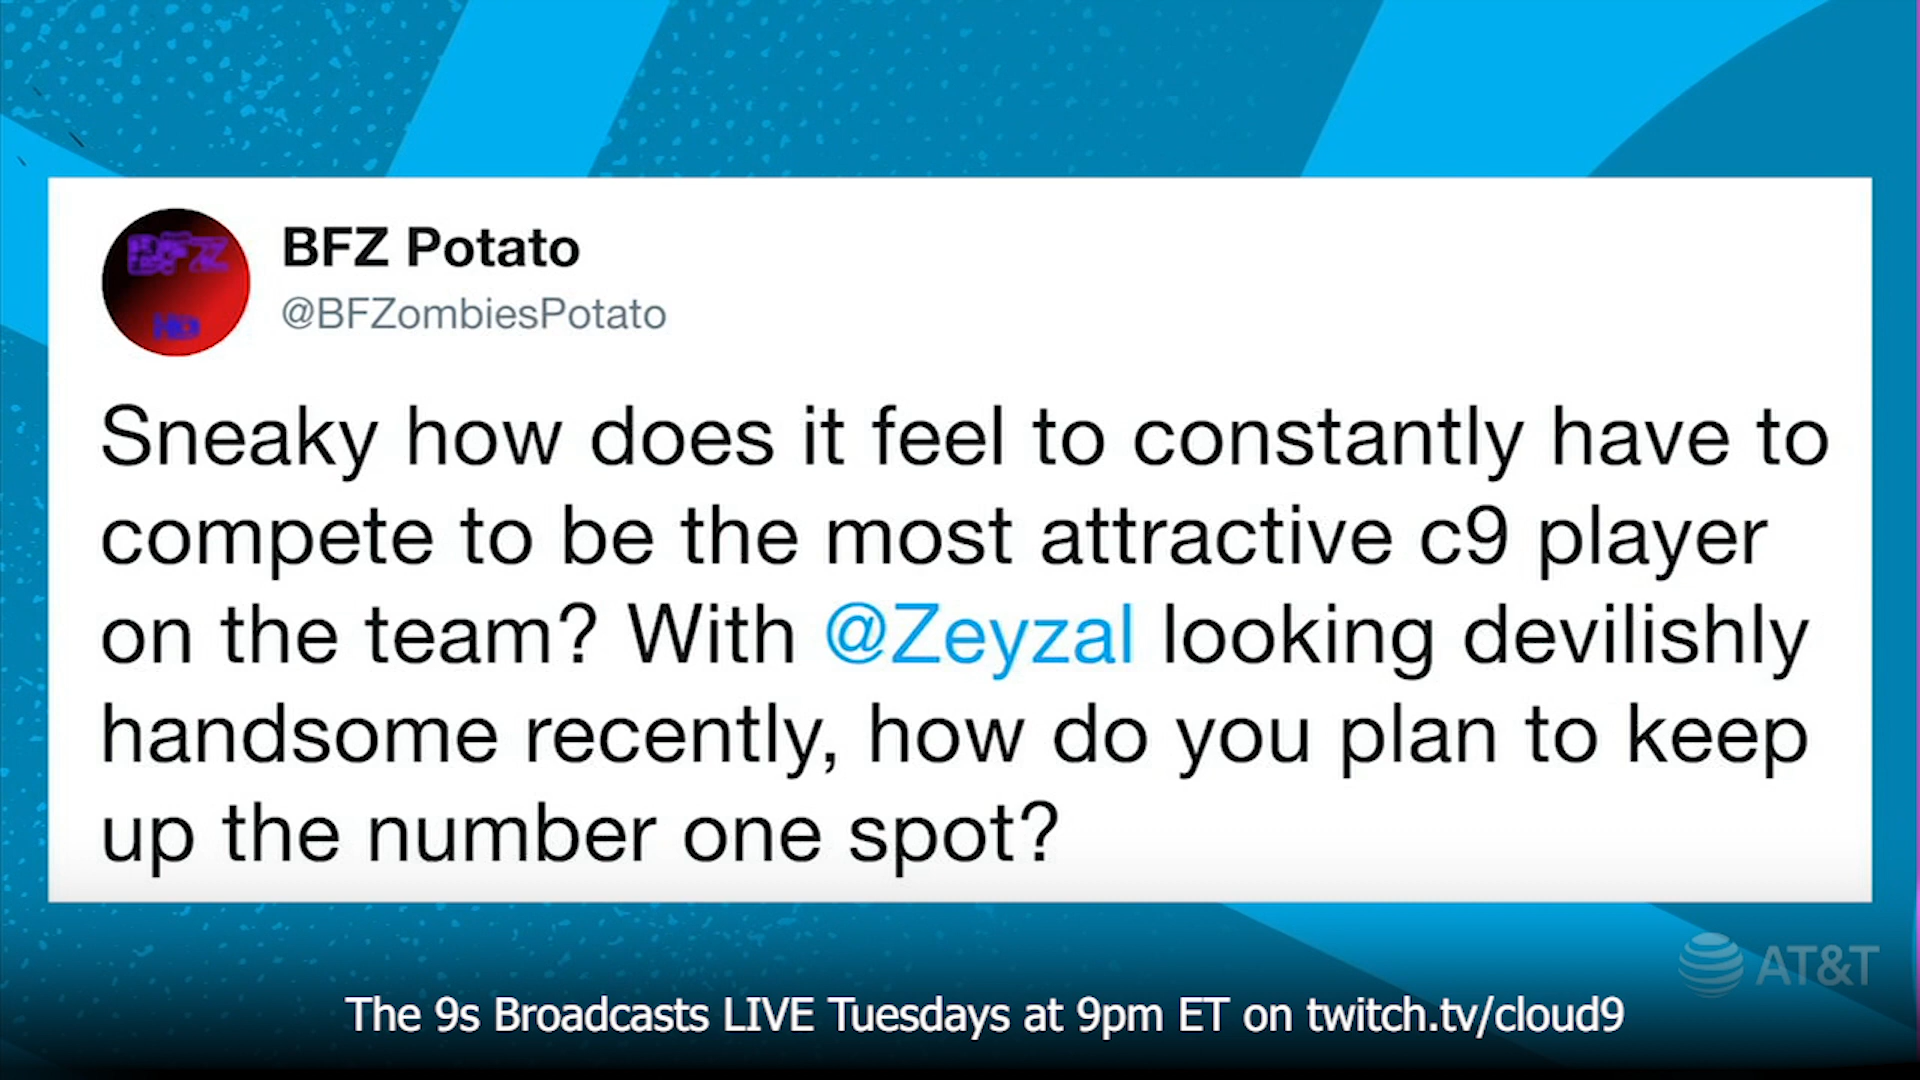 BFZ
HD
BFZ Potato
@BFZombiesPotato
Sneaky how does it feel to constantly have to
compete to be the most attractive c9 player
on the team? With @Zeyzal looking devilishly
handsome recently, how do you plan to keep
up the number one spot?
AT&T
The 9s Broadcasts LIVE Tuesdays at 9pm ET on twitch.tv/cloud9